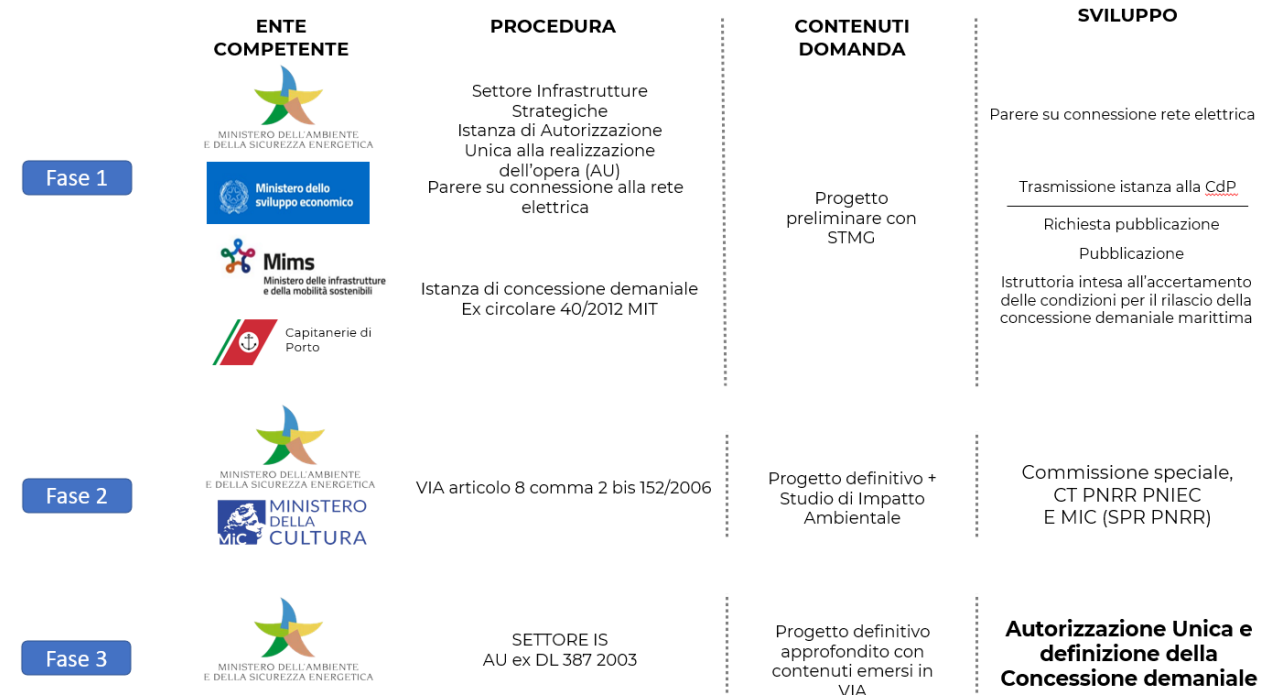 ENTE
COMPETENTE
PROCEDURA
CONTENUTI
DOMANDA
SVILUPPO
Fase 1
MINISTERO DELL'AMBIENTE
E DELLA SICUREZZA ENERGETICA
Ministero dello
sviluppo economico
Mims
Ministero delle infrastrutture
e della mobilità sostenibili
Capitanerie di
Porto
Settore Infrastrutture
Strategiche
Istanza di Autorizzazione
Unica alla realizzazione
dell'opera (AU)
Parere su connessione alla rete
elettrica
Istanza di concessione demaniale
Ex circolare 40/2012 MIT
Progetto
preliminare con
STMG
Parere su connessione rete elettrica
Trasmissione istanza alla CdP
Richiesta pubblicazione
Pubblicazione
Istruttoria intesa all'accertamento
delle condizioni per il rilascio della
concessione demaniale marittima
Fase 2
MINISTERO DELL'AMBIENTE
E DELLA SICUREZZA ENERGETICA
MiC
MINISTERO
DELLA
CULTURA
VIA articolo 8 comma 2 bis 152/2006
Progetto definitivo +
Studio di Impatto
Ambientale
Commissione speciale,
CT PNRR PNIEC
E MIC (SPR PNRR)
Fase 3
MINISTERO DELL'AMBIENTE
E DELLA SICUREZZA ENERGETICA
SETTORE IS
AU ex DL 387 2003
Progetto definitivo
approfondito con
contenuti emersi in
VIA
Autorizzazione Unica e
definizione della
Concessione demaniale